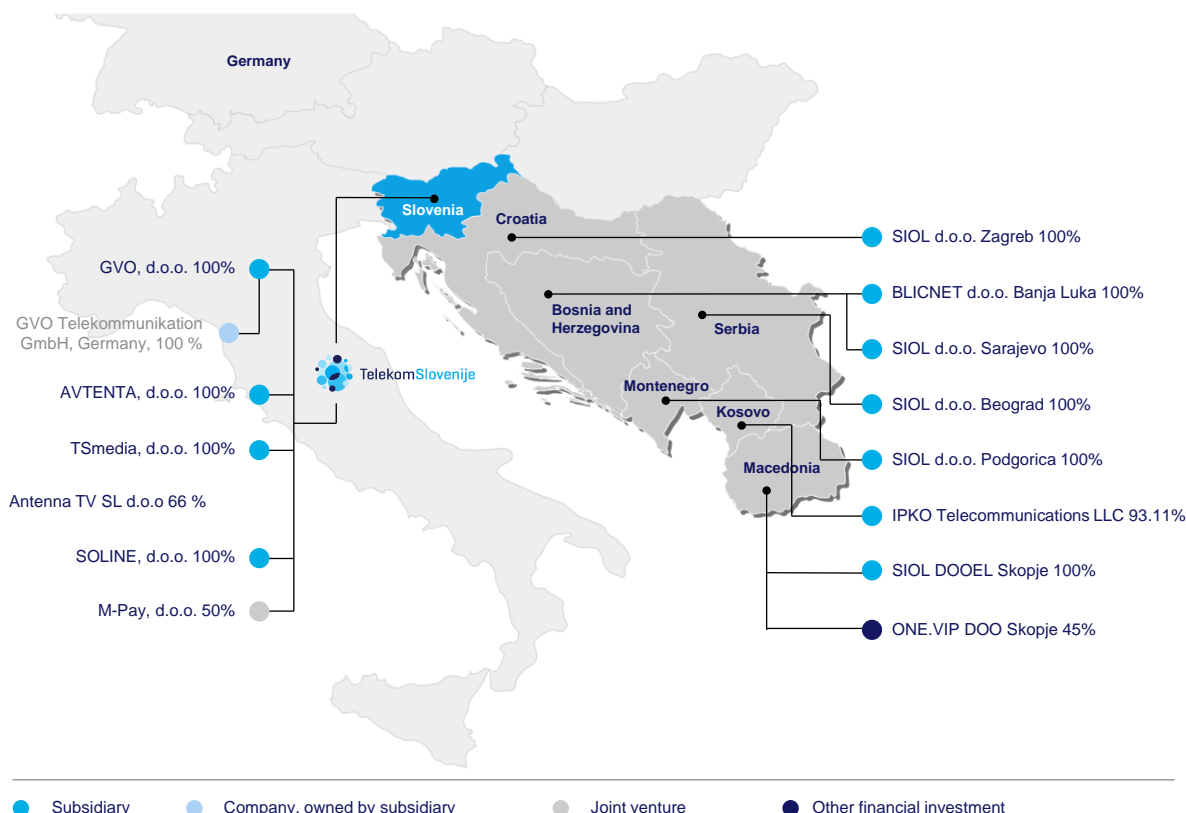 Germany
Slovenia
Croatia
Bosnia and
Herzegovina
Serbia
Montenegro
Kosovo
Macedonia
GVO, d.o.o. 100%
GVO Telekommunikation
GmbH, Germany, 100 %
AVTENTA, d.o.o. 100%
TSmedia, d.o.o. 100%
Antenna TV SL d.o.o 66 %
SOLINE, d.o.o. 100%
M-Pay, d.o.o. 50%
TelekomSlovenije
SIOL d.o.o. Zagreb 100%
BLICNET d.o.o. Banja Luka 100%
SIOL d.o.o. Sarajevo 100%
SIOL d.o.o. Beograd 100%
SIOL d.o.o. Podgorica 100%
IPKO Telecommunications LLC 93.11%
SIOL DOOEL Skopje 100%
ONE.VIP DOO Skopje 45%
Subsidiary
Company, owned by subsidiary
Joint venture
Other financial investment